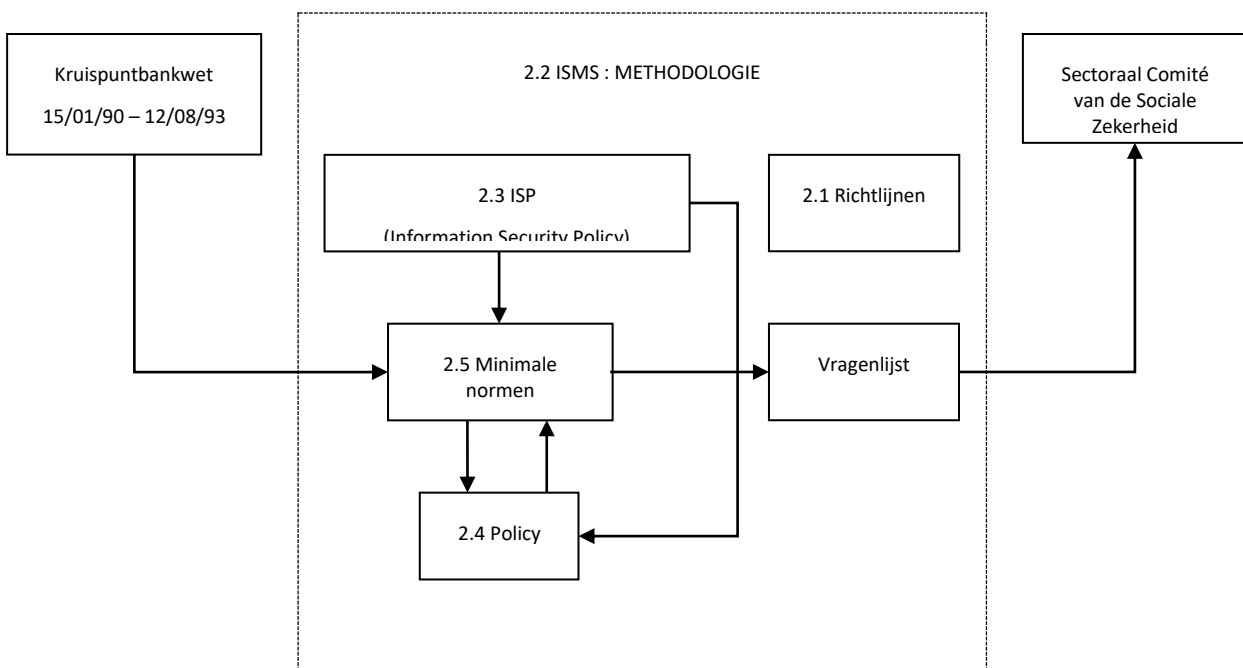 Kruispuntbankwet
15/01/90 – 12/08/93
2.2 ISMS : METHODOLOGIE
Sectoraal Comité
van de Sociale
Zekerheid
2.3 ISP
(Information Security Policy)
2.1 Richtlijnen
2.5 Minimale
normen
Vragenlijst
2.4 Policy